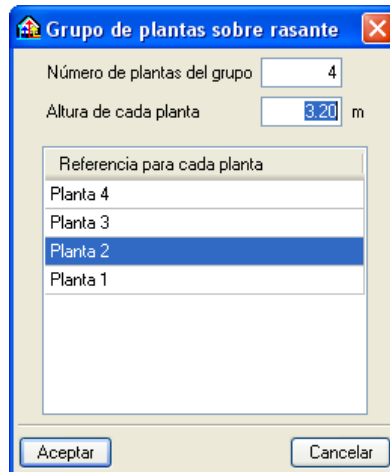 Grupo de plantas sobre rasante
Número de plantas del grupo 4
Altura de cada planta 3.20 m
Referencia para cada planta
Planta 4
Planta 3
Planta 2
Planta 1
Aceptar Cancelar